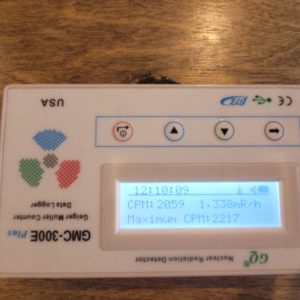 USA
CE
GMC-300E Plus
Geiger Muller Counter
Data Logger
12:10:09
CPM:2059 1.338mR/h
Maximum CPM:2217
GQ
Nuclear Radiation Detector